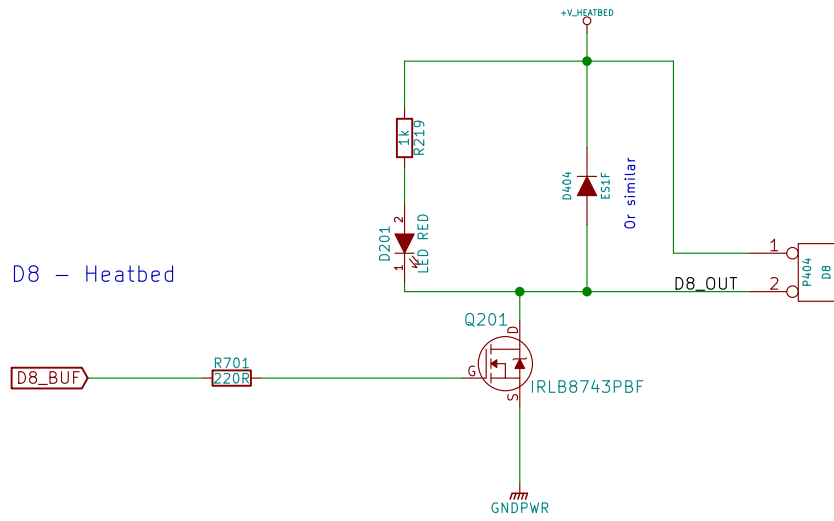 +V_HEATBED
1k
R219
D404
ES1F
Or similar
2
D201
LED RED
1
D8 - Heatbed
1
P404
D8
D8_OUT
2
Q201
D
R701
D8_BUF
220R
G
IRLB8743PBF
S
GNDPWR